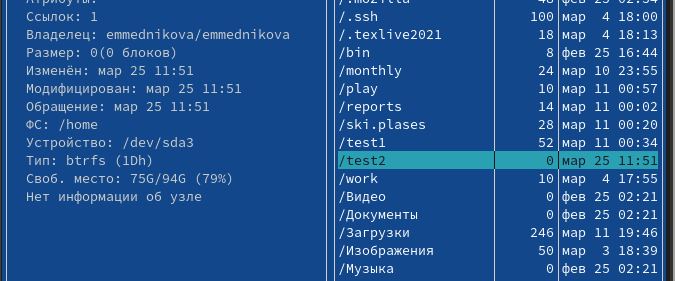 Атрибуты:
Ссылок: 1
Владелец: emmednikova/emmednikova
Размер: 0(0 блоков)
Изменён: мар 25 11:51
Модифицирован: мар 25 11:51
Обращение: мар 25 11:51
ФС: /home
Устройство: /dev/sda3
Тип: btrfs (1Dh)
Своб. место: 75G/94G (79%)
Нет информации об узле
/.mozilla 48 фев 25 02:34
/.ssh 100 мар 4 18:00
/.texlive2021 18 мар 4 18:13
/bin 8 фев 25 16:44
/monthly 24 мар 10 23:55
/play 10 мар 11 00:57
/reports 14 мар 11 00:02
/ski.plases 28 мар 11 00:20
/test1 52 мар 11 00:34
/test2 0 мар 25 11:51
/work 10 мар 4 17:55
/Видео 0 фев 25 02:21
/Документы 0 фев 25 02:21
/Загрузки 246 мар 11 19:46
/Изображения 50 мар 3 18:39
/Музыка 0 фев 25 02:21